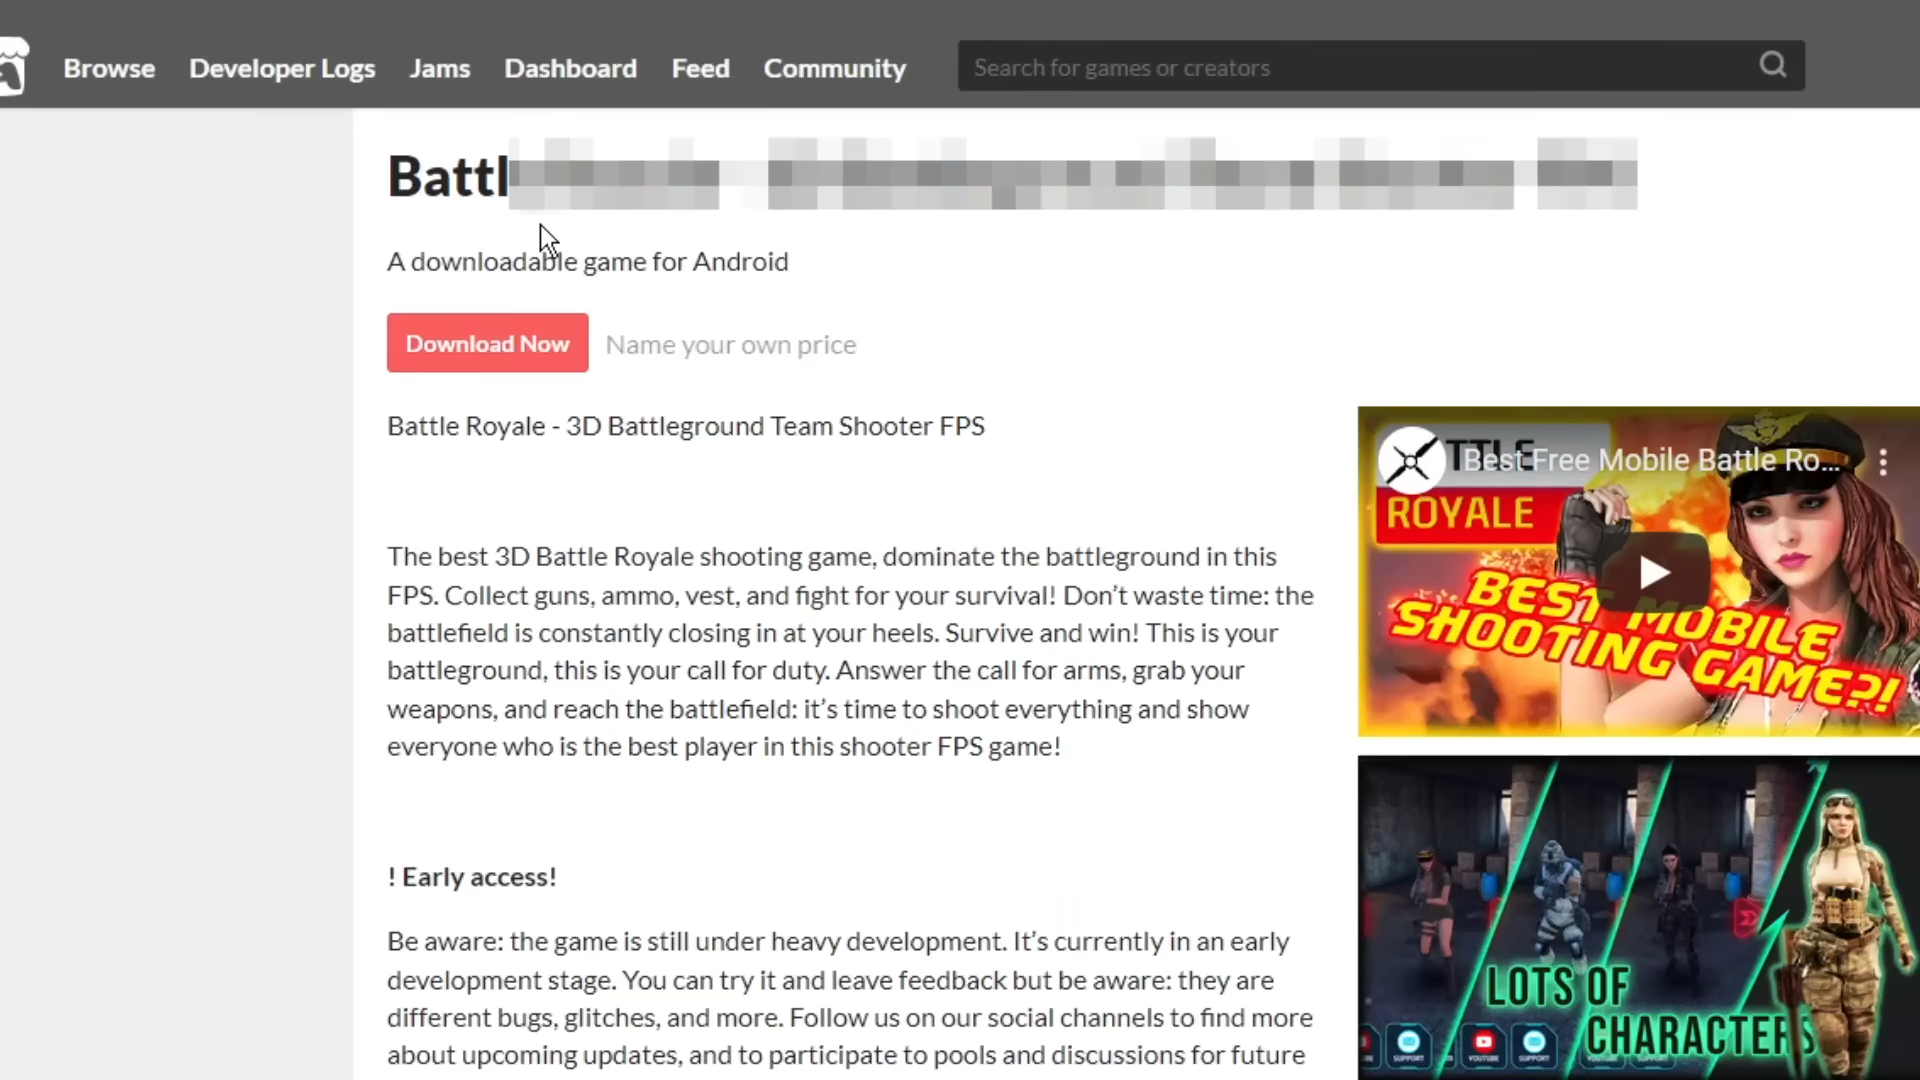 Browse Developer Logs Jams Dashboard Feed Community Search for games or creators
Battl
A downloadable game for Android
Download Now Name your own price
Battle Royale - 3D Battleground Team Shooter FPS
The best 3D Battle Royale shooting game, dominate the battleground in this
FPS. Collect guns, ammo, vest, and fight for your survival! Don’t waste time: the
battlefield is constantly closing in at your heels. Survive and win! This is your
battleground, this is your call for duty. Answer the call for arms, grab your
weapons, and reach the battlefield: it’s time to shoot everything and show
everyone who is the best player in this shooter FPS game!
! Early access!
Be aware: the game is still under heavy development. It’s currently in an early
development stage. You can try it and leave feedback but be aware: they are
different bugs, glitches, and more. Follow us on our social channels to find more
about upcoming updates, and to participate to pools and discussions for future
Best Free Mobile Battle Ro...
TTLE
ROYALE
BEST MOBILE
SHOOTING GAME?!
LOTS OF
CHARACTERS
SUPPORT YOUTUBE SUPPORT